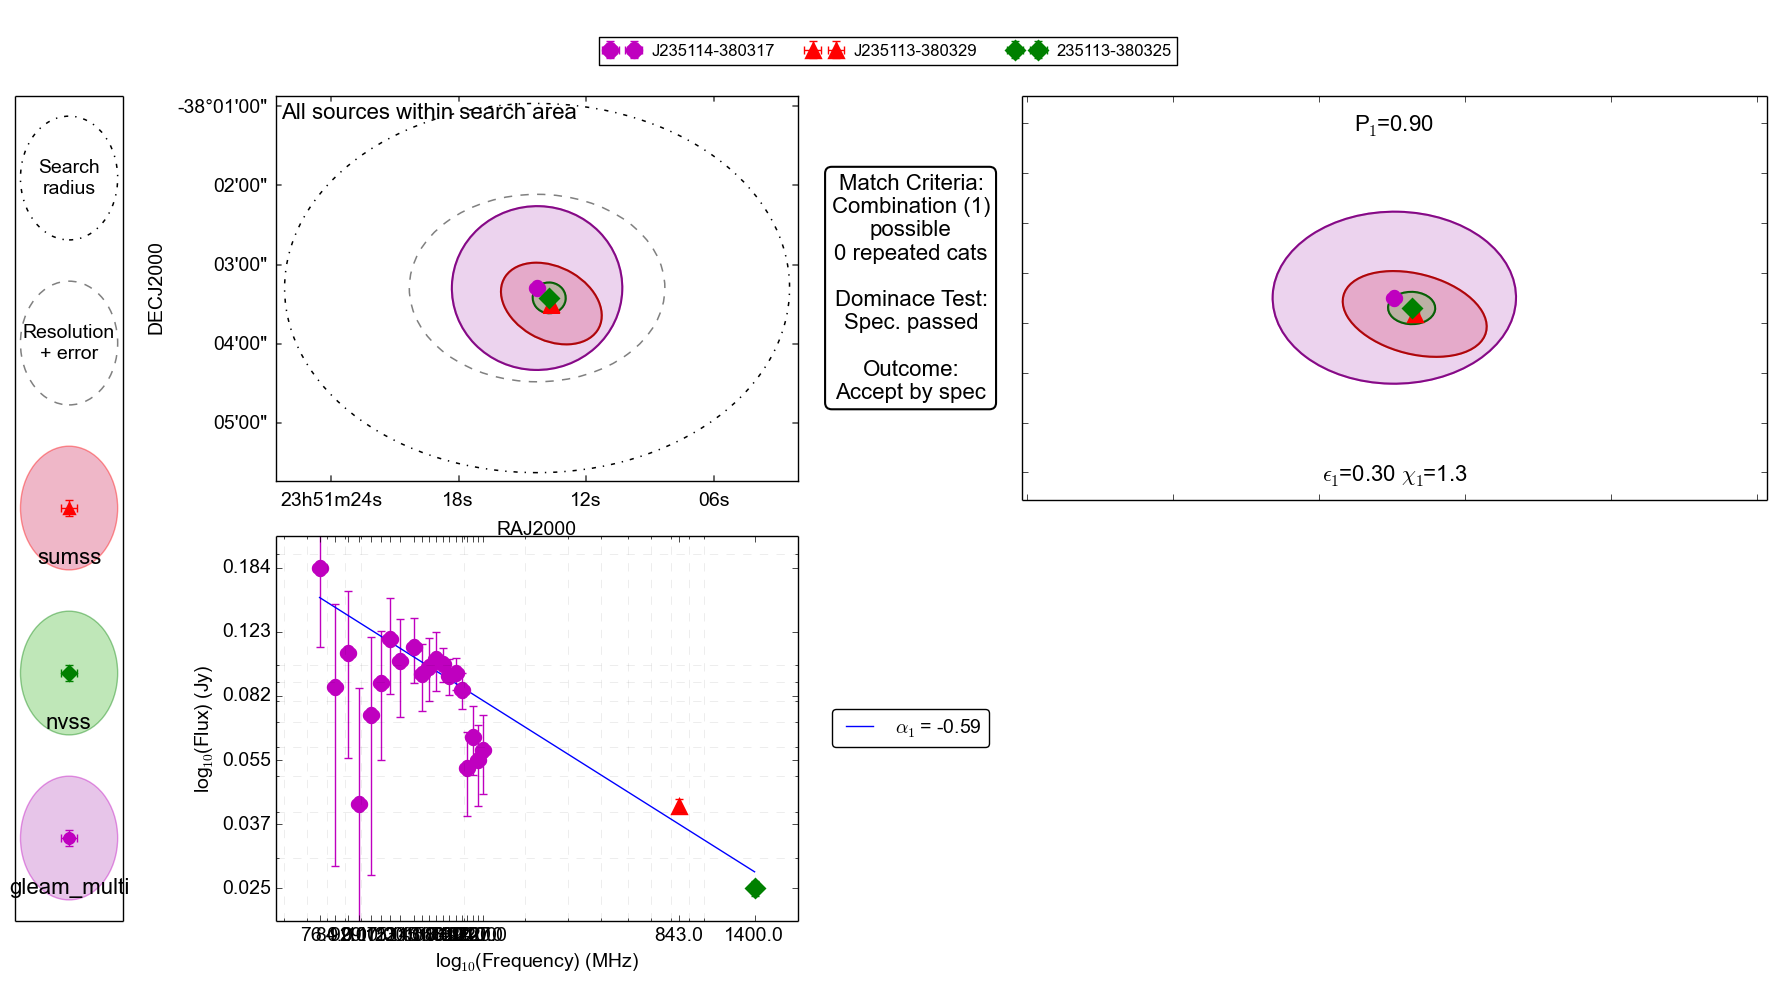 J235114-380317 J235113-380329 235113-380325
Search
radius
Resolution
+ error
sumss
nvss
gleam_multi
All sources within search area
-38°01'00"
02'00"
03'00"
04'00"
05'00"
DECJ2000
23h51m24s 18s 12s 06s
RAJ2000
Match Criteria:
Combination (1)
possible
0 repeated cats
Dominace Test:
Spec. passed
Outcome:
Accept by spec
P₁=0.90
ϵ₁=0.30 χ₁=1.3
0.184
0.123
0.082
0.055
0.037
0.025
log₁₀(Flux) (Jy)
843.0 1400.0
log₁₀(Frequency) (MHz)
α₁ = -0.59